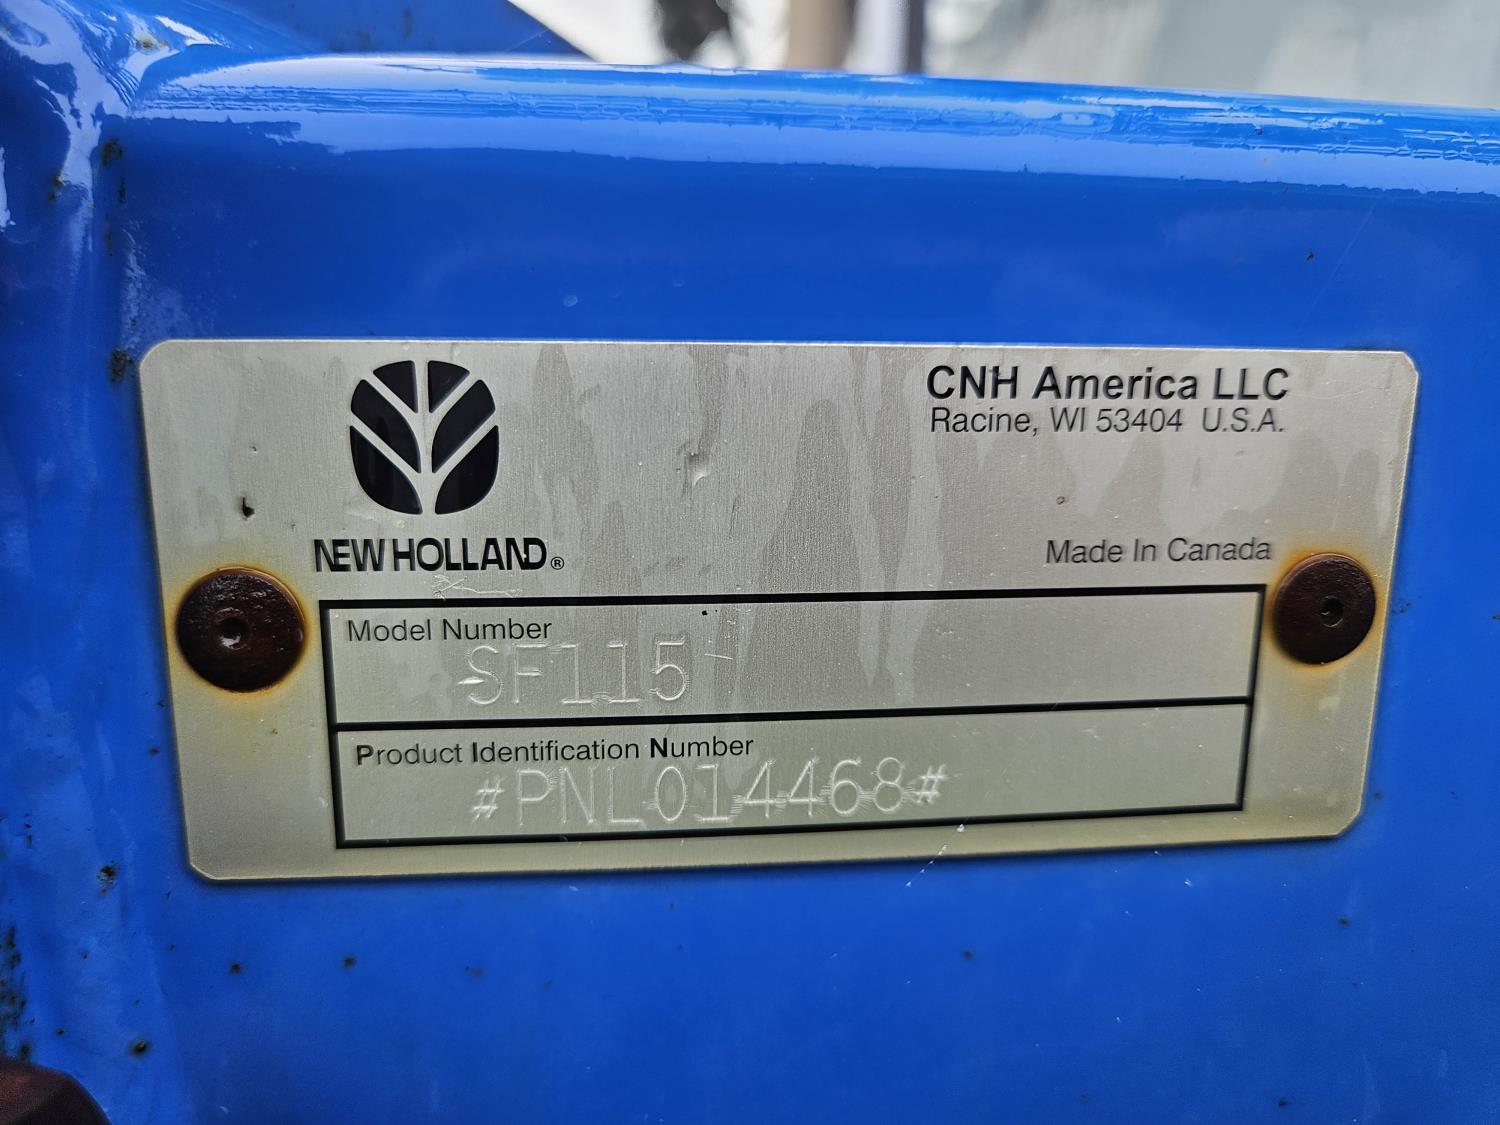 CNH America LLC
Racine, WI 53404 U.S.A.
NEW HOLLAND®
Made In Canada
Model Number
SF115
Product Identification Number
#PNL014468#